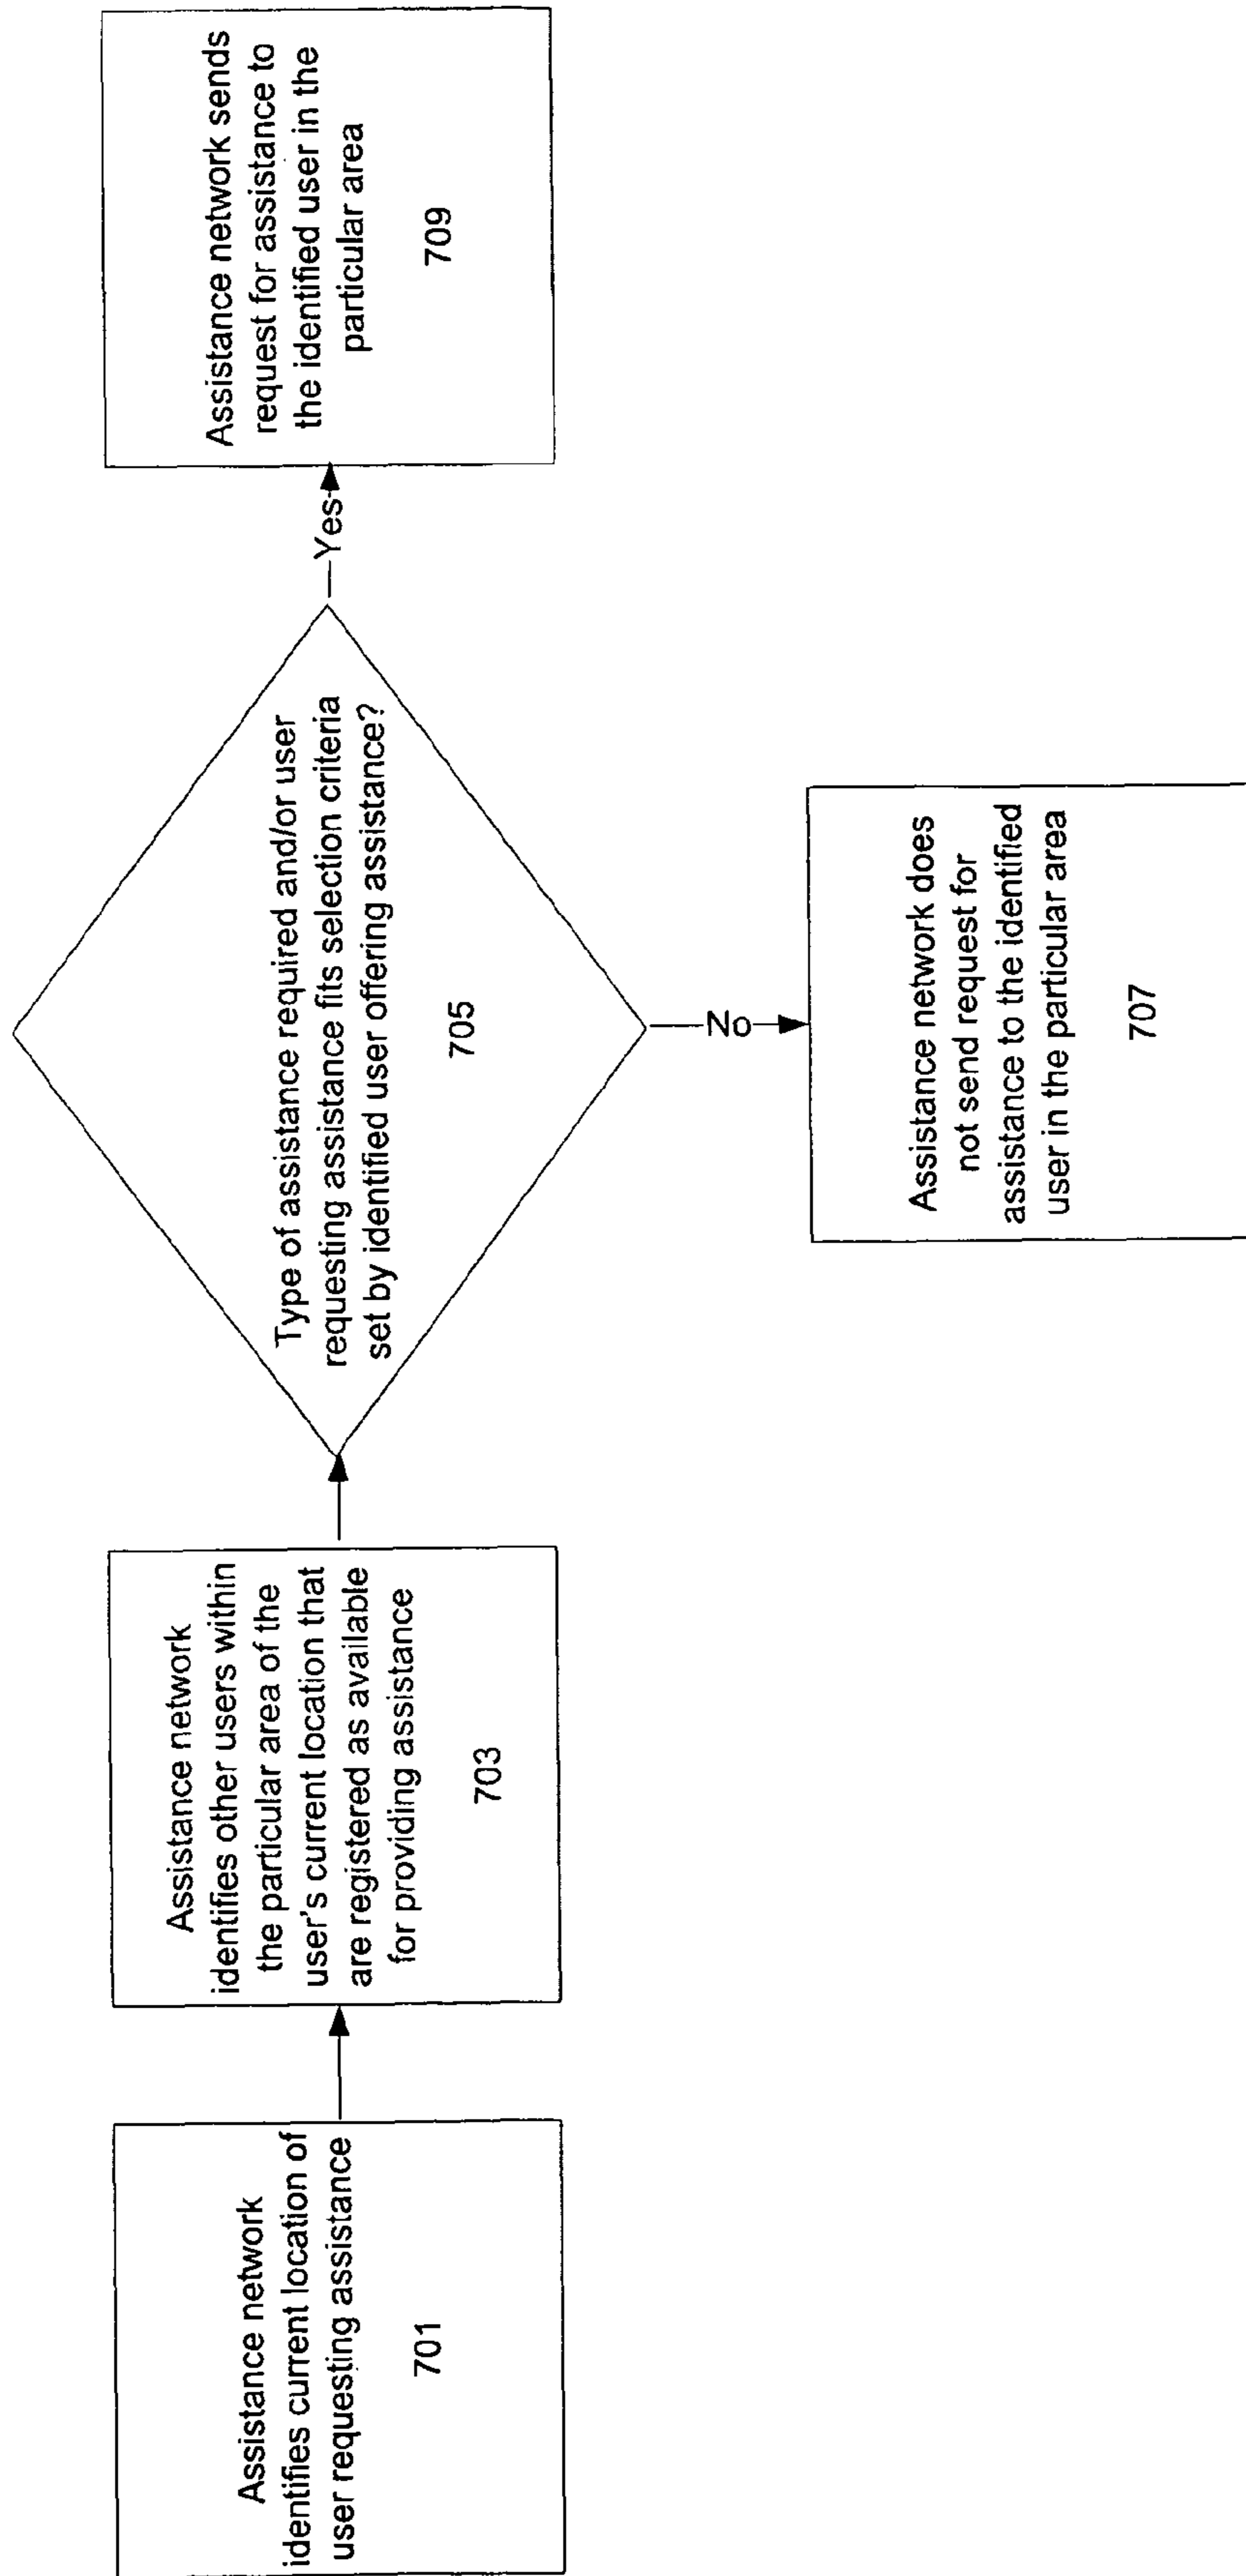 Assistance network
identifies current location of
user requesting assistance
701
Assistance network
identifies other users within
the particular area of the
user's current location that
are registered as available
for providing assistance
703
Type of assistance required and/or user
requesting assistance fits selection criteria
set by identified user offering assistance?
705
Yes
Assistance network sends
request for assistance to
the identified user in the
particular area
709
No
Assistance network does
not send request for
assistance to the identified
user in the particular area
707